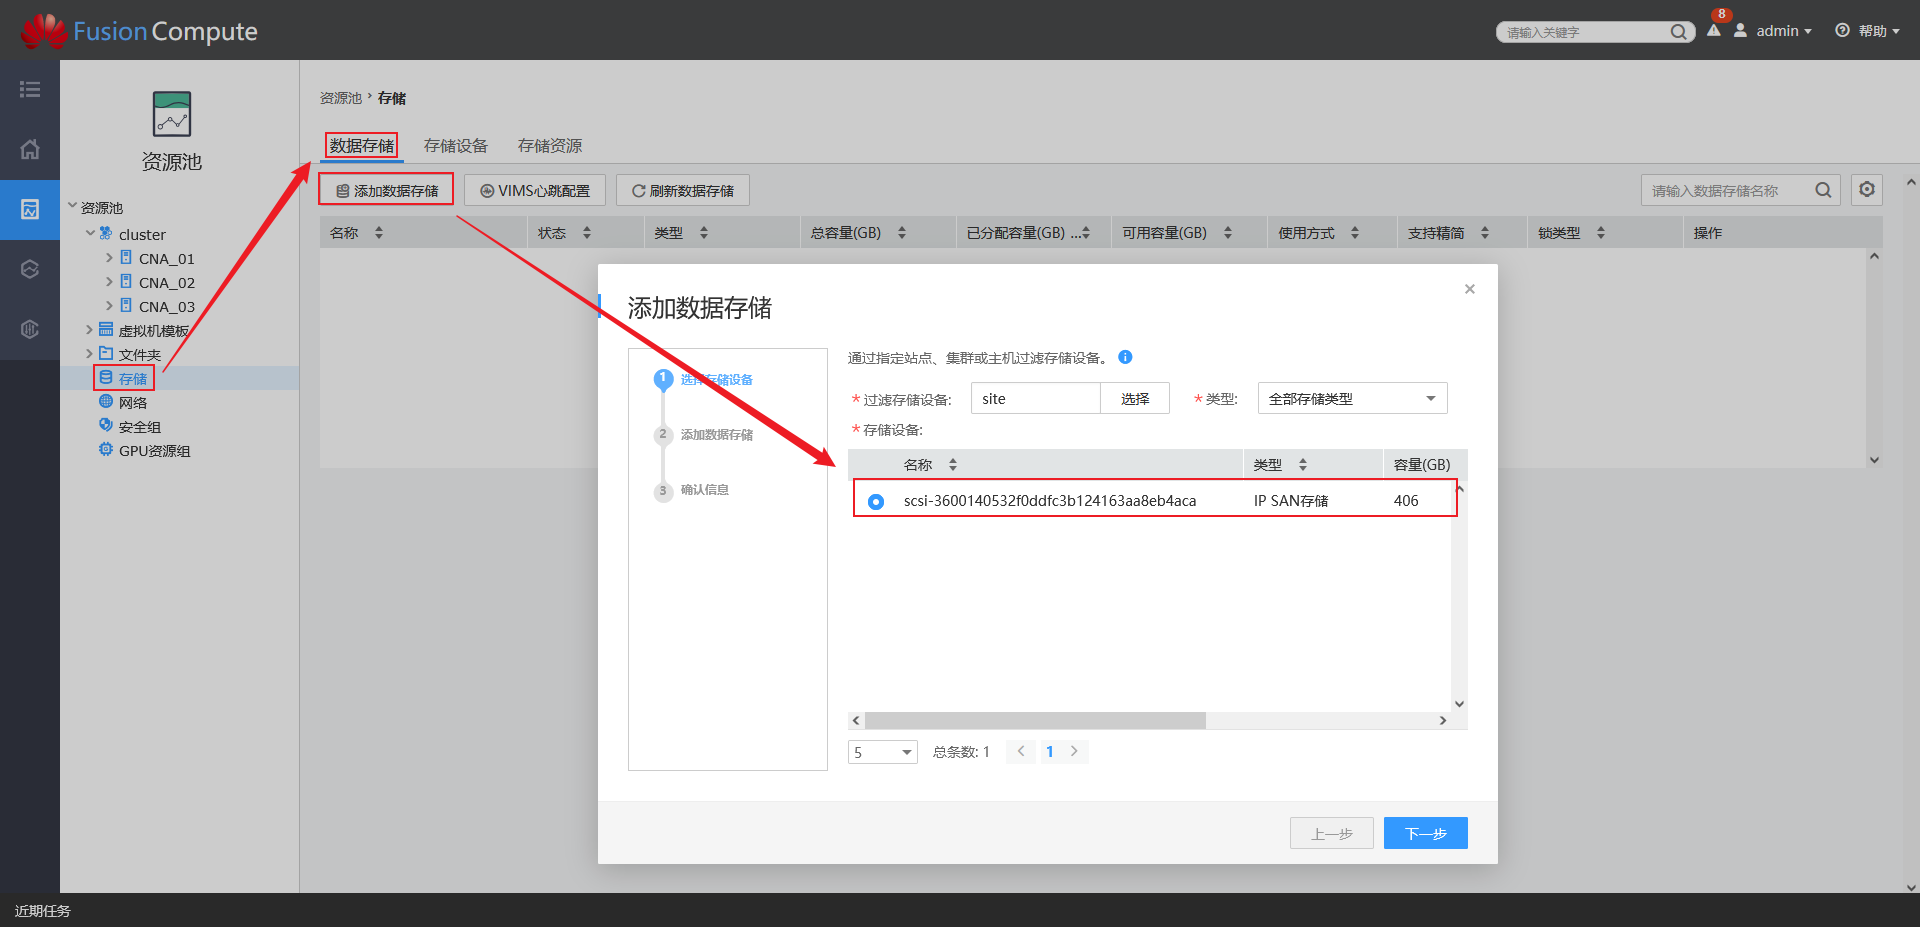 FusionCompute
请输入关键字
8
admin
帮助
资源池
资源池
cluster
CNA_01
CNA_02
CNA_03
虚拟机模板
文件夹
存储
网络
安全组
GPU资源组
资源池 › 存储
数据存储 存储设备 存储资源
添加数据存储 VIMS心跳配置 刷新数据存储 请输入数据存储名称
名称 状态 类型 总容量(GB) 已分配容量(GB) ... 可用容量(GB) 使用方式 支持精简 锁类型 操作
添加数据存储
×
1 选择存储设备
2 添加数据存储
3 确认信息
通过指定站点、集群或主机过滤存储设备。
* 过滤存储设备: site 选择 * 类型: 全部存储类型
* 存储设备:
名称 类型 容量(GB)
scsi-3600140532f0ddfc3b124163aa8eb4aca IP SAN存储 406
5 总条数: 1 < 1 >
上一步 下一步
近期任务